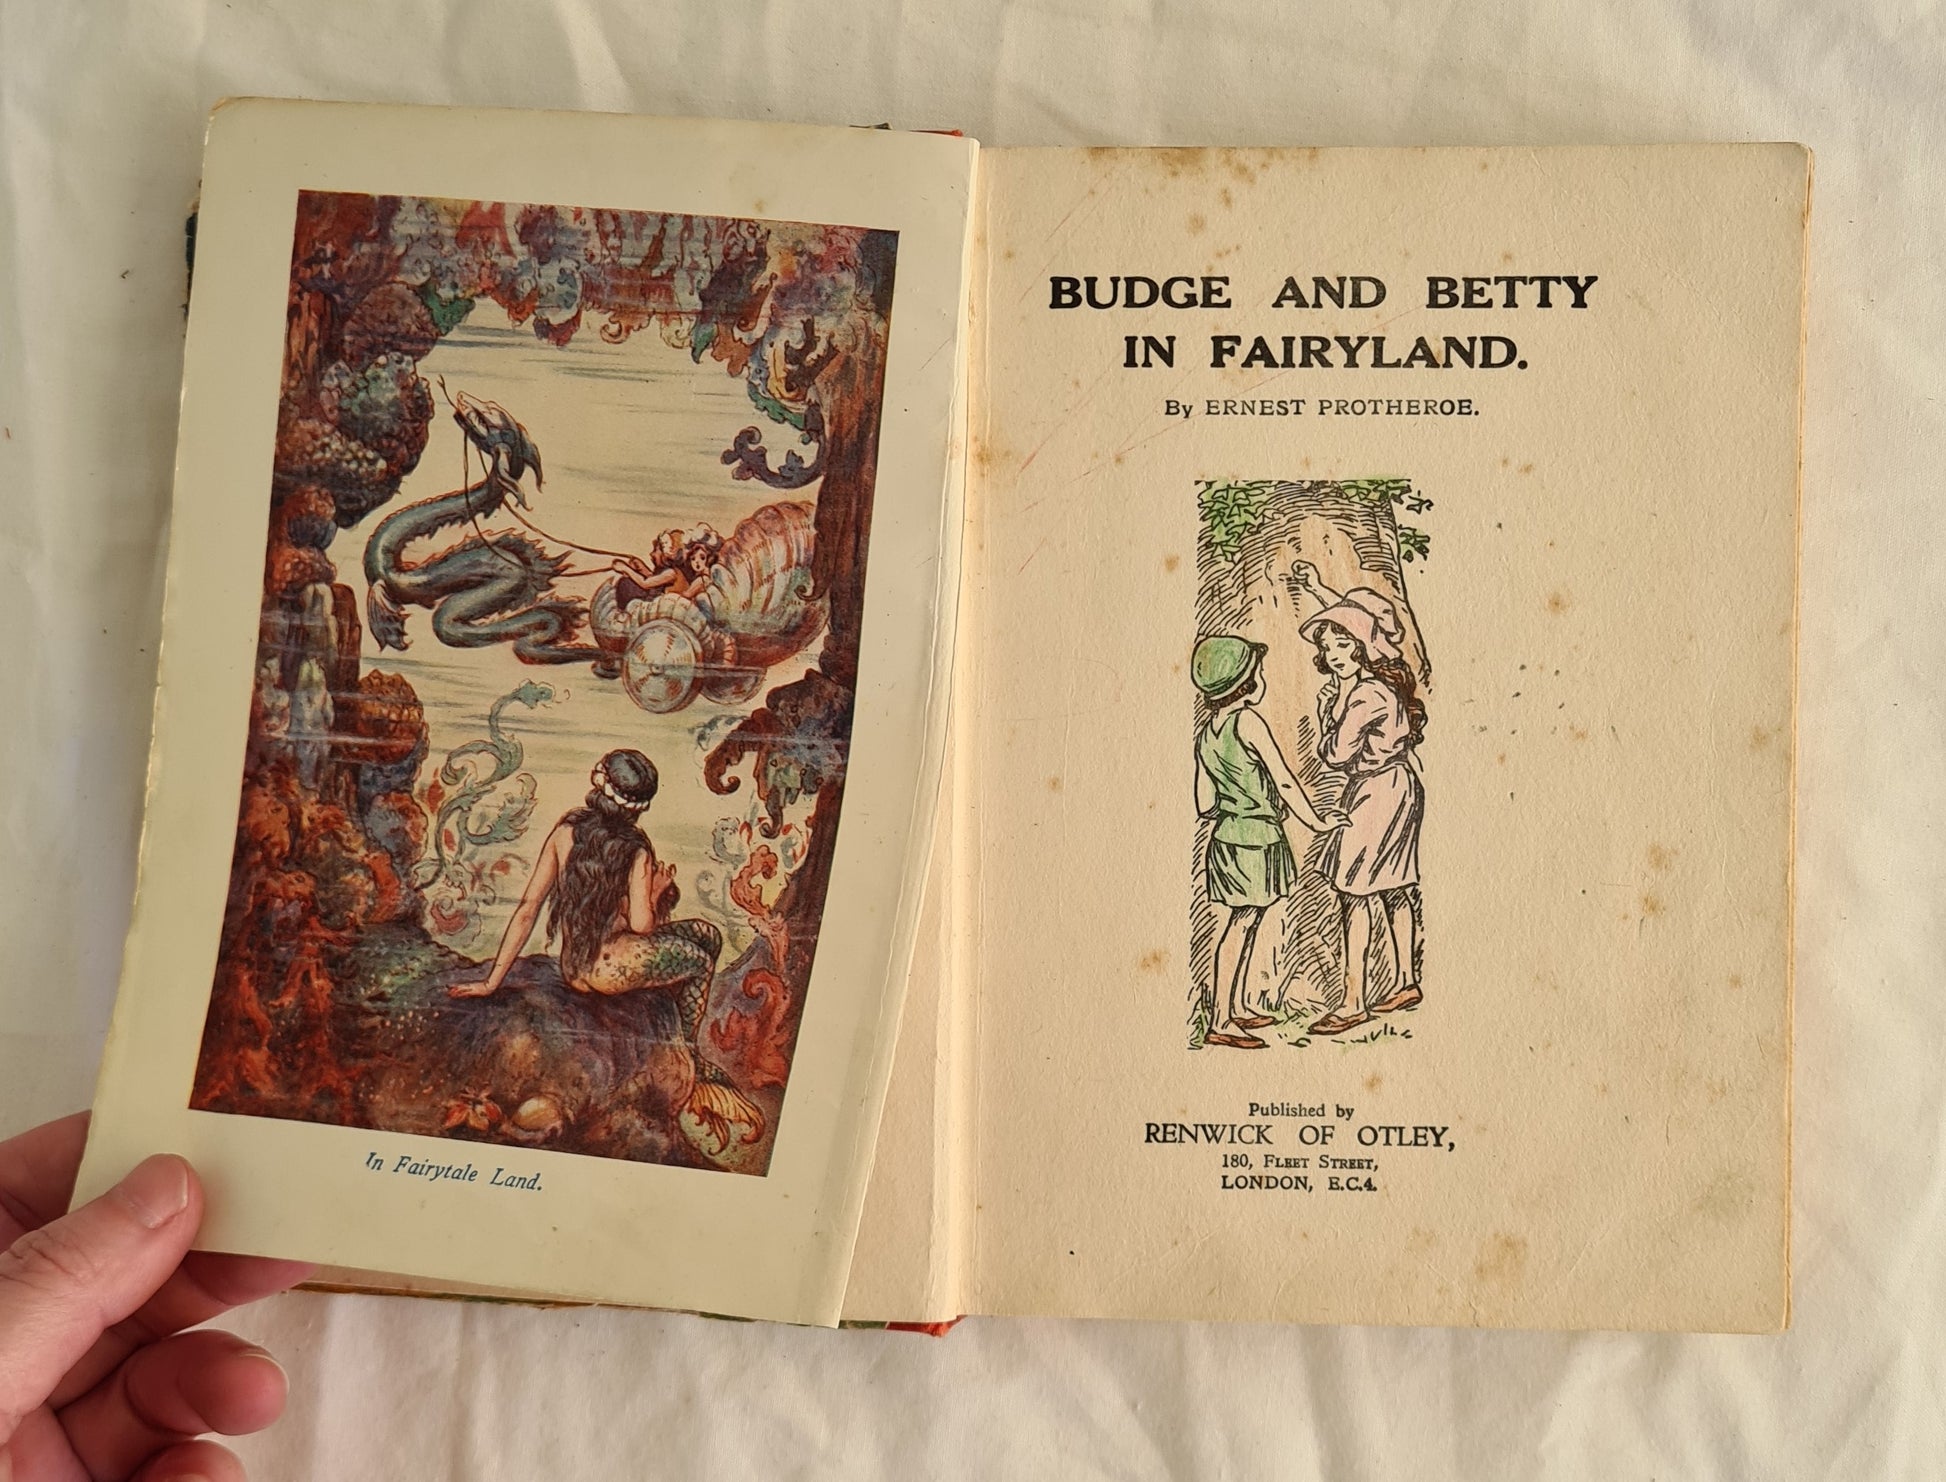 In Fairytale Land.
BUDGE AND BETTY
IN FAIRYLAND.
By ERNEST PROTHEROE.
Published by
RENWICK OF OTLEY,
180, FLEET STREET,
LONDON, E.C.4.